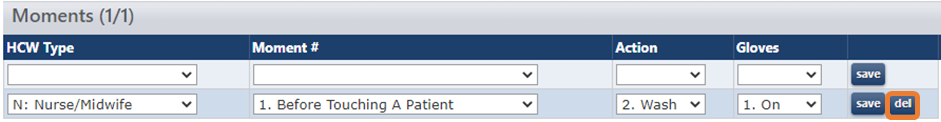 Moments (1/1)
HCW Type Moment # Action Gloves
save
N: Nurse/Midwife 1. Before Touching A Patient 2. Wash 1. On save del